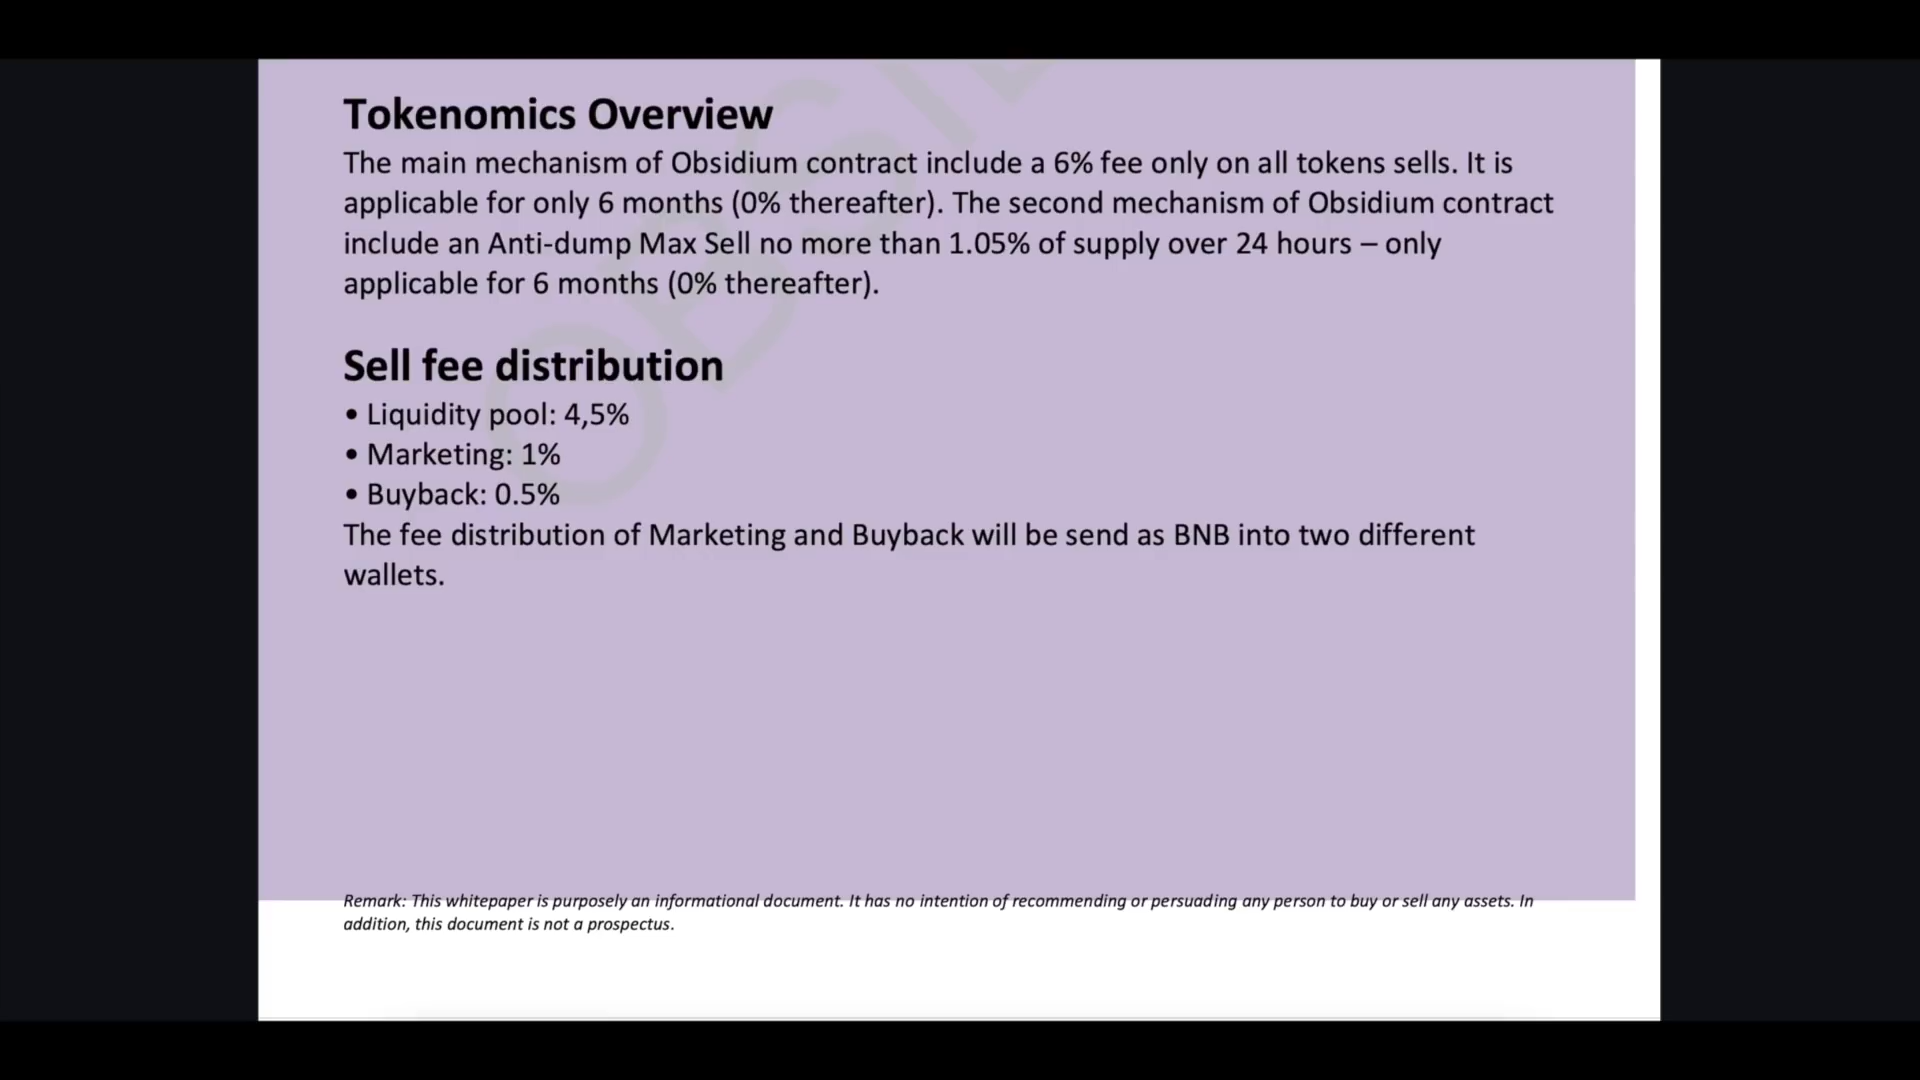 Tokenomics Overview
The main mechanism of Obsidium contract include a 6% fee only on all tokens sells. It is
applicable for only 6 months (0% thereafter). The second mechanism of Obsidium contract
include an Anti-dump Max Sell no more than 1.05% of supply over 24 hours – only
applicable for 6 months (0% thereafter).
Sell fee distribution
• Liquidity pool: 4,5%
• Marketing: 1%
• Buyback: 0.5%
The fee distribution of Marketing and Buyback will be send as BNB into two different
wallets.
Remark: This whitepaper is purposely an informational document. It has no intention of recommending or persuading any person to buy or sell any assets. In
addition, this document is not a prospectus.